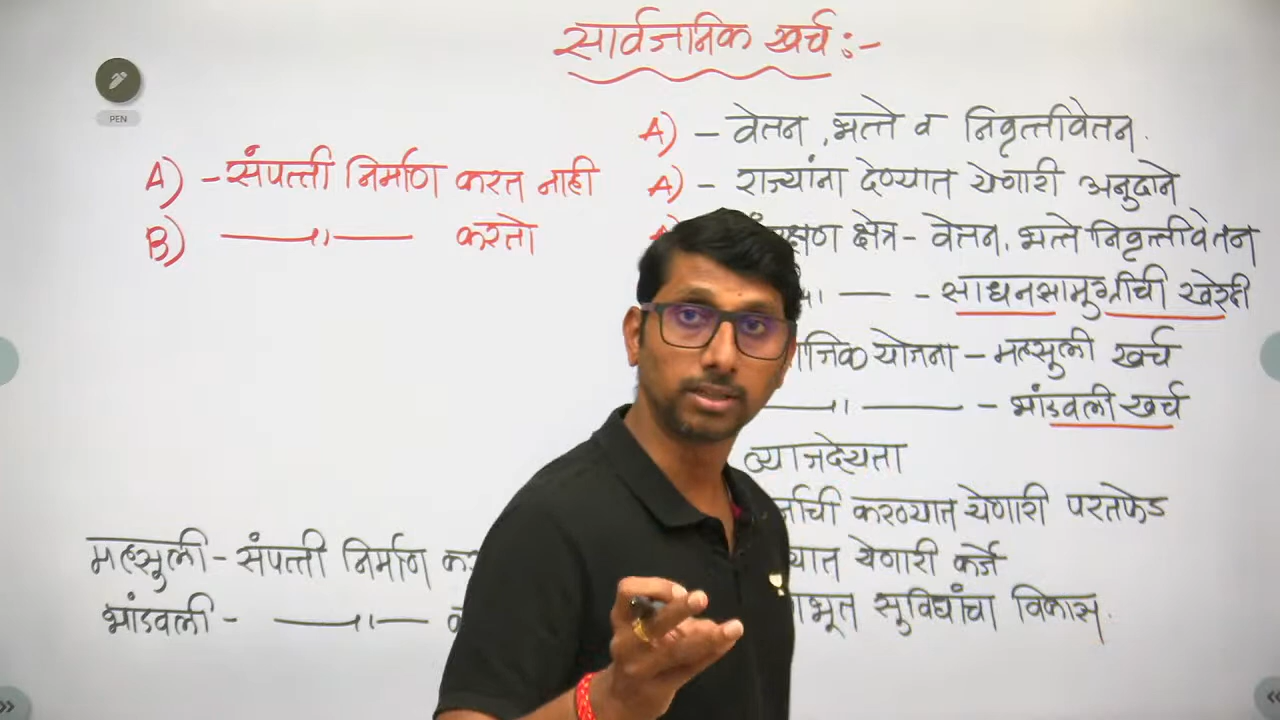 सार्वजनिक खर्च :-
PEN
A) - संपत्ती निर्माण करत नाही
B) —〃— करतो
महसुली - संपत्ती निर्माण
भांडवली - —〃—
A) - वेतन, भत्ते व निवृत्तीवेतन.
A) - राज्यांना देण्यात येणारी अनुदाने
क्षेत्र - वेतन, भत्ते निवृत्तीवेतन
— - साधनसामुग्रीची खरेदी
योजना - महसुली खर्च
—〃— - भांडवली खर्च
व्याजदेयता
करण्यात येणारी परतफेड
येणारी कर्जे
सुविधांचा विकास.